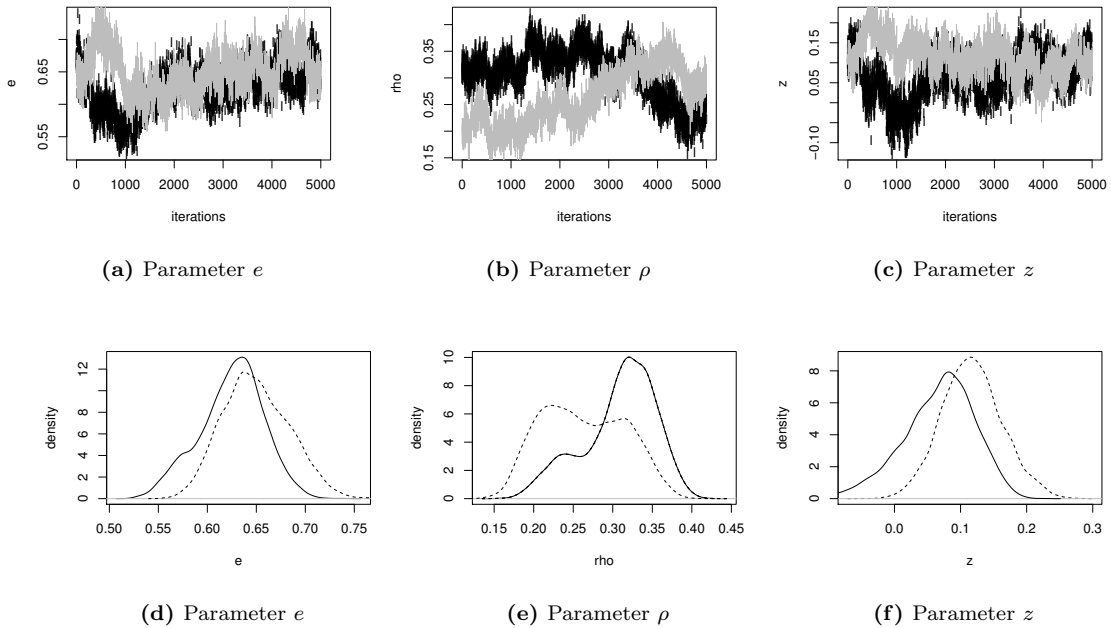 e
0.55
0.65
0
1000
2000
3000
4000
5000
iterations
(a) Parameter e
rho
0.15
0.25
0.35
0
1000
2000
3000
4000
5000
iterations
(b) Parameter ρ
z
−0.10
0.05
0.15
0
1000
2000
3000
4000
5000
iterations
(c) Parameter z
density
0 2 4 6 8 12
0.50 0.55 0.60 0.65 0.70 0.75
e
(d) Parameter e
density
0 2 4 6 8 10
0.15 0.20 0.25 0.30 0.35 0.40 0.45
rho
(e) Parameter ρ
density
0 2 4 6 8
0.0 0.1 0.2 0.3
z
(f) Parameter z